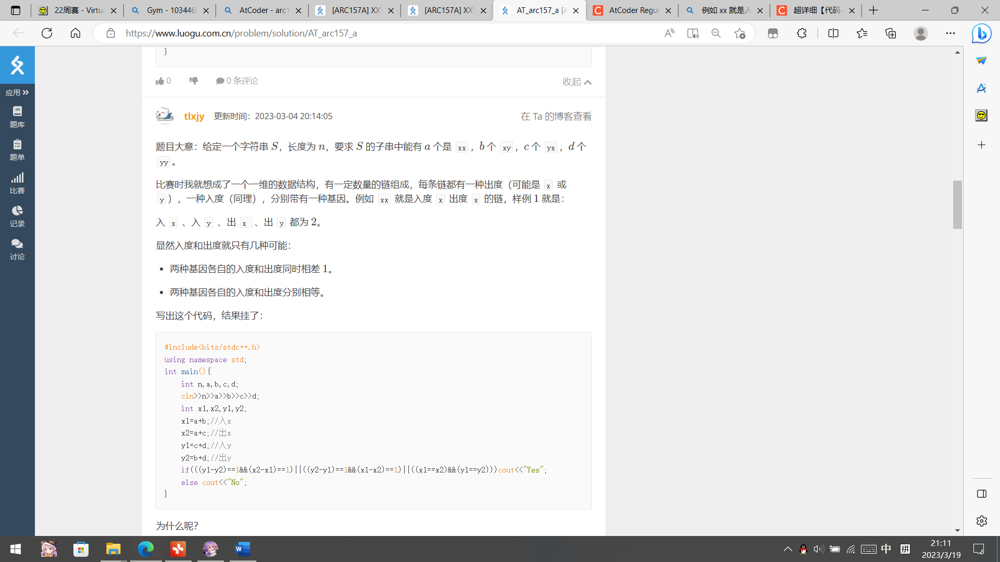 22周赛 - Virtua
Gym - 103446
AtCoder - arc1
[ARC157A] XXY
[ARC157A] XXY
AT_arc157_a [A
AtCoder Regul
例如 xx 就是入
超详细【代码-
https://www.luogu.com.cn/problem/solution/AT_arc157_a
应用
题库
题单
比赛
记录
讨论
}
0
0 条评论
收起
tlxjy 更新时间：2023-03-04 20:14:05
在 Ta 的博客查看
题目大意：给定一个字符串 S，长度为 n，要求 S 的子串中能有 a 个是 xx ，b 个 xy ，c 个 yx ，d 个
yy 。
比赛时我就想成了一个一维的数据结构，有一定数量的链组成，每条链都有一种出度（可能是 x 或
y ），一种入度（同理），分别带有一种基因。例如 xx 就是入度 x 出度 x 的链，样例 1 就是：
入 x 、入 y 、出 x 、出 y 都为 2。
显然入度和出度就只有几种可能：
• 两种基因各自的入度和出度同时相差 1。
• 两种基因各自的入度和出度分别相等。
写出这个代码，结果挂了：
#include<bits/stdc++.h>
using namespace std;
int main(){
int n,a,b,c,d;
cin>>n>>a>>b>>c>>d;
int x1,x2,y1,y2;
x1=a+b;//入x
x2=a+c;//出x
y1=c+d;//入y
y2=b+d;//出y
if(((y1-y2)==1&&(x2-x1)==1)||((y2-y1)==1&&(x1-x2)==1)||((x1==x2)&&(y1==y2)))cout<<"Yes";
else cout<<"No";
}
为什么呢？
中
拼
21:11
2023/3/19